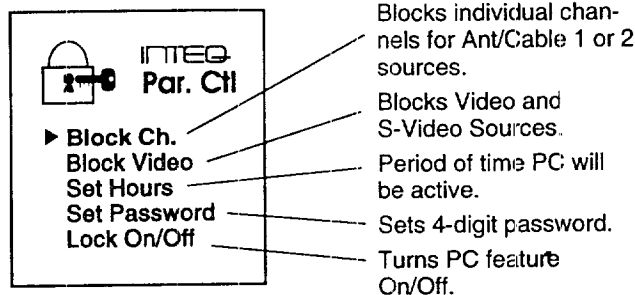 INTEQ
Par. Ctl
▶ Block Ch.
Block Video
Set Hours
Set Password
Lock On/Off
Blocks individual chan-
nels for Ant/Cable 1 or 2
sources.
Blocks Video and
S-Video Sources.
Period of time PC will
be active.
Sets 4-digit password.
Turns PC feature
On/Off.